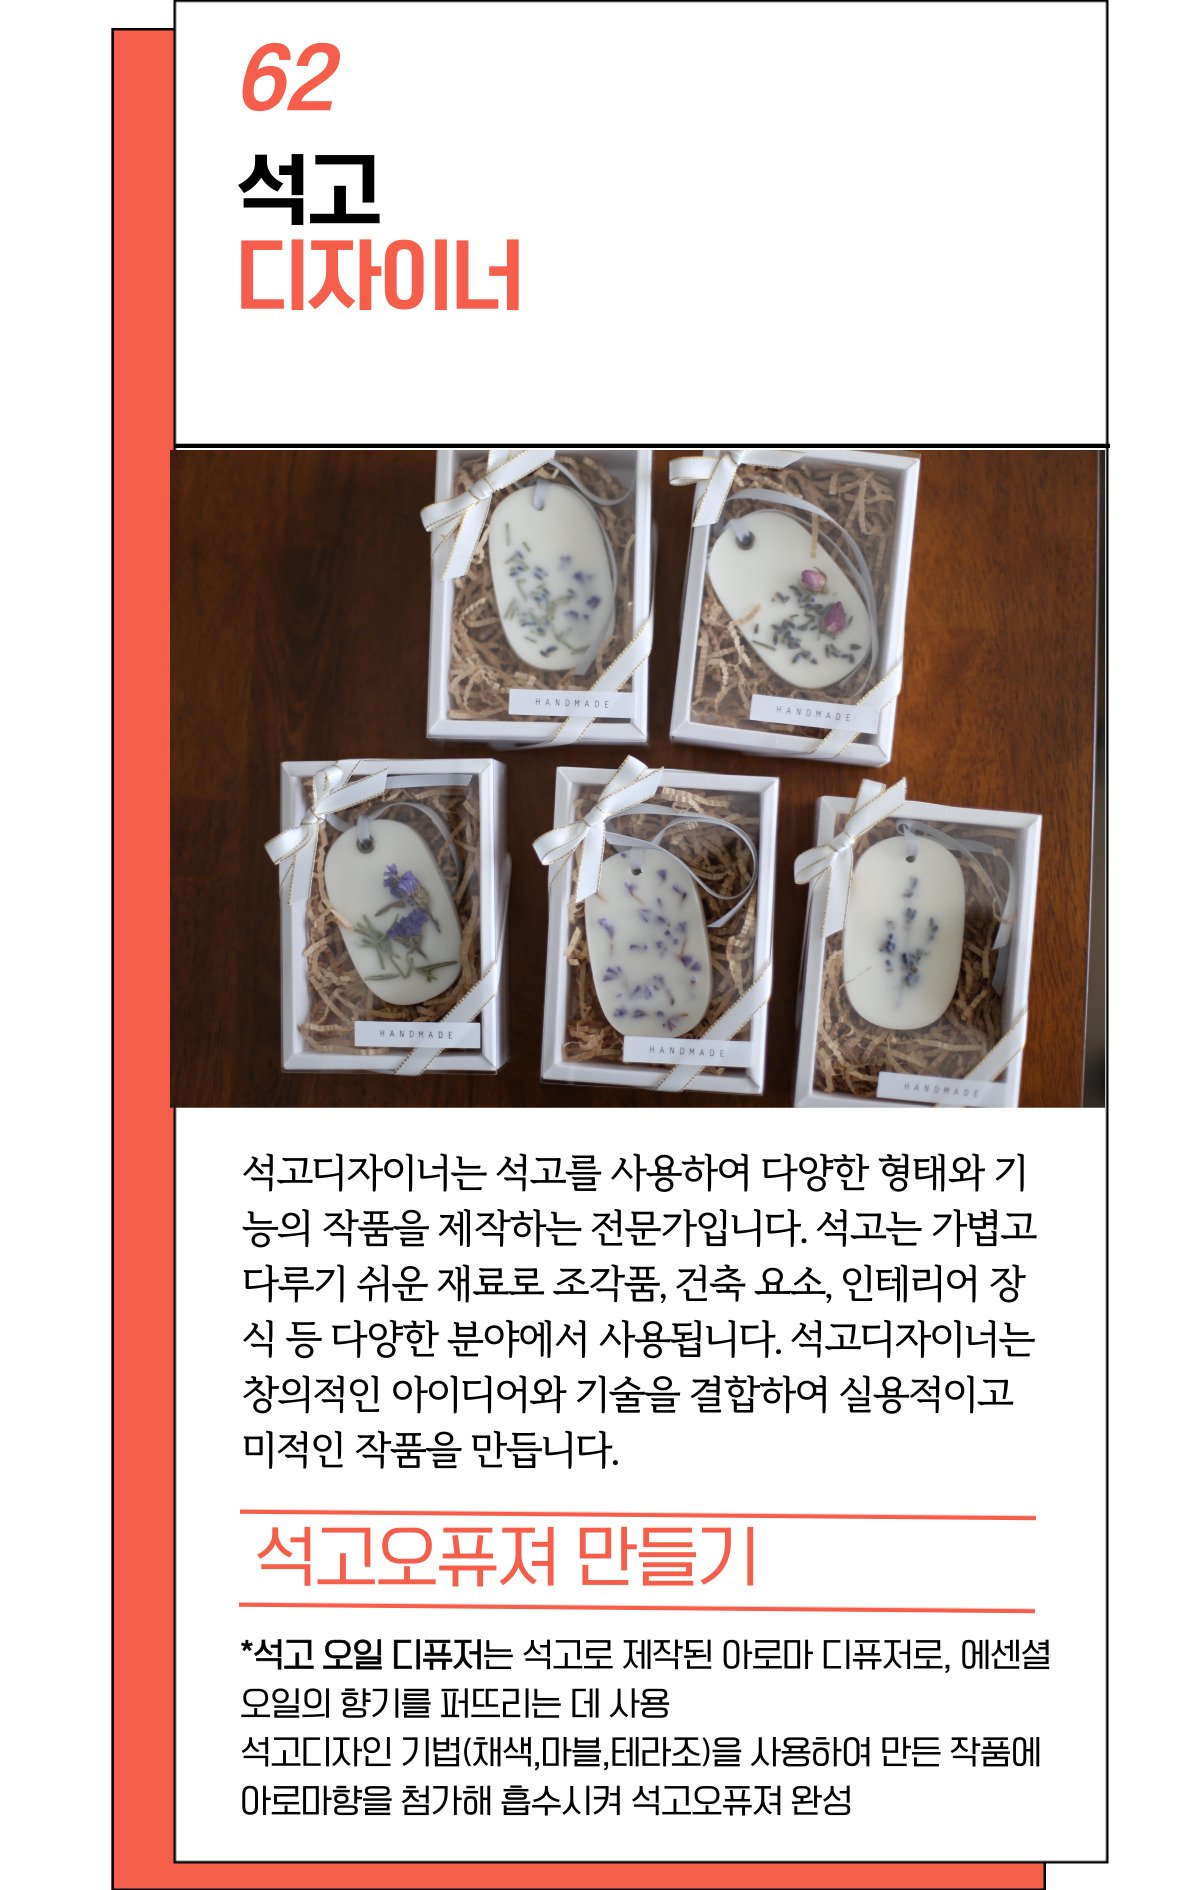 62
석고
디자이너
HANDMADE
HANDMADE
HANDMADE
HANDMADE
HANDMADE
석고디자이너는 석고를 사용하여 다양한 형태와 기
능의 작품을 제작하는 전문가입니다. 석고는 가볍고
다루기 쉬운 재료로 조각품, 건축 요소, 인테리어 장
식 등 다양한 분야에서 사용됩니다. 석고디자이너는
창의적인 아이디어와 기술을 결합하여 실용적이고
미적인 작품을 만듭니다.
석고오퓨져 만들기
*석고 오일 디퓨저는 석고로 제작된 아로마 디퓨저로, 에센셜
오일의 향기를 퍼뜨리는 데 사용
석고디자인 기법(채색,마블,테라조)을 사용하여 만든 작품에
아로마향을 첨가해 흡수시켜 석고오퓨져 완성